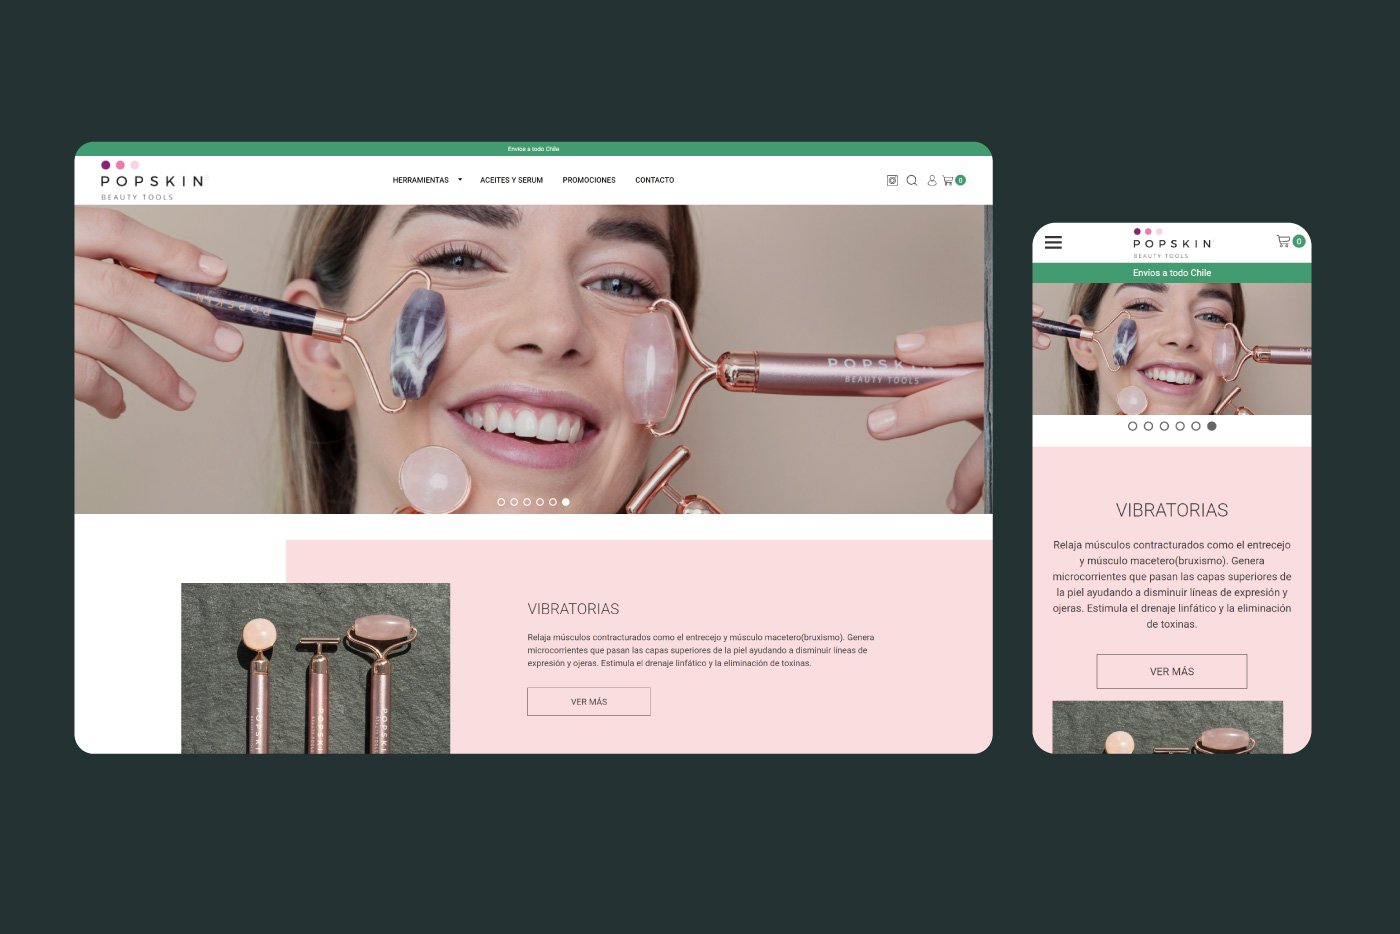 Envíos a todo Chile
POPSKIN
BEAUTY TOOLS
HERRAMIENTAS
ACEITES Y SERUM
PROMOCIONES
CONTACTO
0
POPSKIN
POPSKIN
BEAUTY TOOLS
VIBRATORIAS
Relaja músculos contracturados como el entrecejo y músculo macetero(bruxismo). Genera
microcorrientes que pasan las capas superiores de la piel ayudando a disminuir líneas de
expresión y ojeras. Estimula el drenaje linfático y la eliminación de toxinas.
VER MÁS
POPSKIN
POPSKIN
POPSKIN
POPSKIN
BEAUTY TOOLS
0
Envíos a todo Chile
VIBRATORIAS
Relaja músculos contracturados como el entrecejo
y músculo macetero(bruxismo). Genera
microcorrientes que pasan las capas superiores de
la piel ayudando a disminuir líneas de expresión y
ojeras. Estimula el drenaje linfático y la eliminación
de toxinas.
VER MÁS